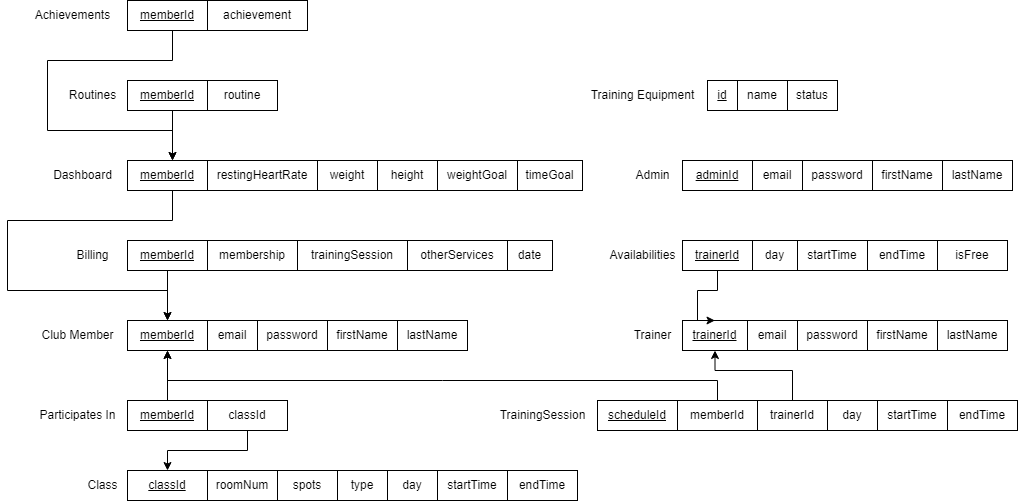 Achievements memberId achievement
Routines memberId routine
Training Equipment id name status
Dashboard memberId restingHeartRate weight height weightGoal timeGoal
Admin adminId email password firstName lastName
Billing memberId membership trainingSession otherServices date
Availabilities trainerId day startTime endTime isFree
Club Member memberId email password firstName lastName
Trainer trainerId email password firstName lastName
Participates In memberId classId
TrainingSession scheduleId memberId trainerId day startTime endTime
Class classId roomNum spots type day startTime endTime